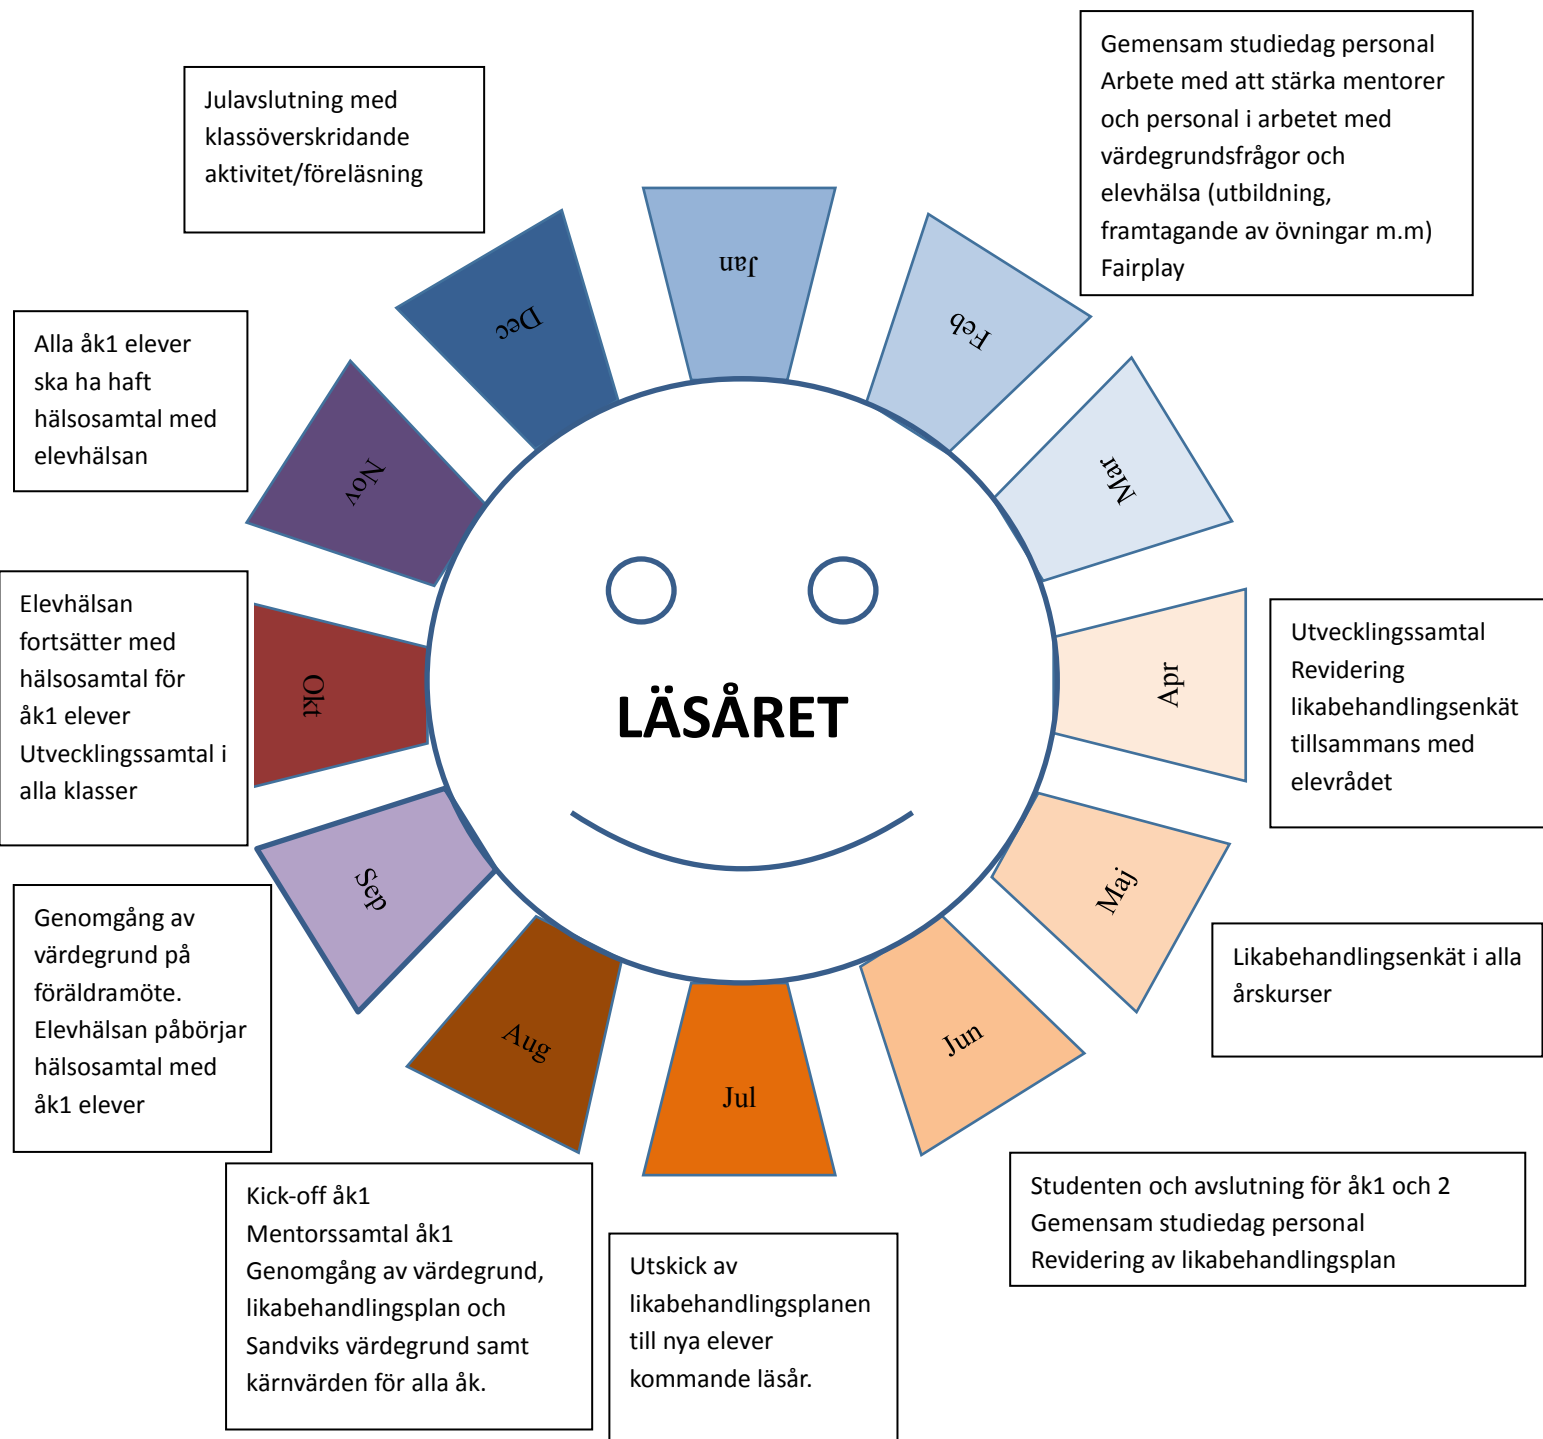 Gemensam studiedag personal
Arbete med att stärka mentorer
och personal i arbetet med
värdegrundsfrågor och
elevhälsa (utbildning,
framtagande av övningar m.m)
Fairplay
Julavslutning med
klassöverskridande
aktivitet/föreläsning
Jan
Feb
Dec
Mar
Nov
Alla åk1 elever
ska ha haft
hälsosamtal med
elevhälsan
Elevhälsan
fortsätter med
hälsosamtal för
åk1 elever
Utvecklingssamtal i
alla klasser
Okt
LÄSÅRET
Apr
Utvecklingssamtal
Revidering
likabehandlingsenkät
tillsammans med
elevrådet
Sep
Maj
Genomgång av
värdegrund på
föräldramöte.
Elevhälsan påbörjar
hälsosamtal med
åk1 elever
Likabehandlingsenkät i alla
årskurser
Aug
Jul
Jun
Kick-off åk1
Mentorssamtal åk1
Genomgång av värdegrund,
likabehandlingsplan och
Sandviks värdegrund samt
kärnvärden för alla åk.
Utskick av
likabehandlingsplanen
till nya elever
kommande läsår.
Studenten och avslutning för åk1 och 2
Gemensam studiedag personal
Revidering av likabehandlingsplan